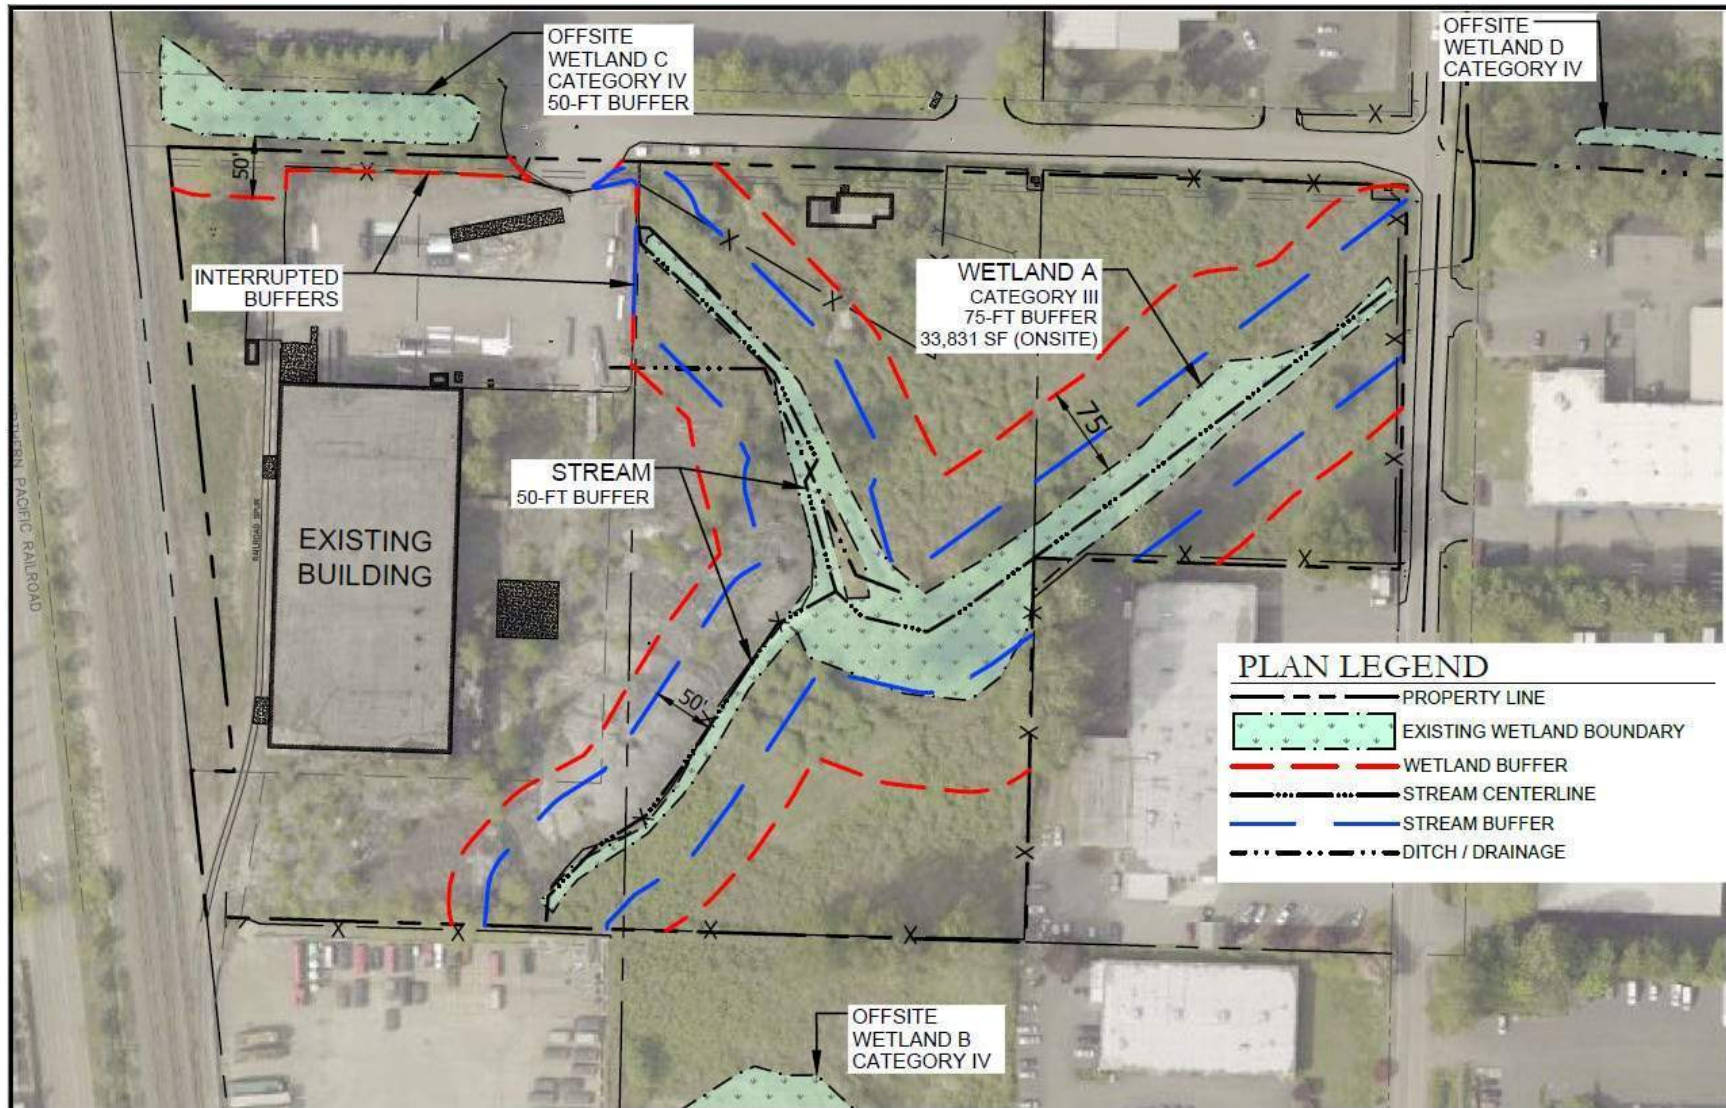 OFFSITE
WETLAND C
CATEGORY IV
50-FT BUFFER
OFFSITE
WETLAND D
CATEGORY IV
50'
INTERRUPTED
BUFFERS
WETLAND A
CATEGORY III
75-FT BUFFER
33,831 SF (ONSITE)
75'
STREAM
50-FT BUFFER
EXISTING
BUILDING
RAILROAD SPUR
PACIFIC RAILROAD
50'
PLAN LEGEND
PROPERTY LINE
EXISTING WETLAND BOUNDARY
WETLAND BUFFER
STREAM CENTERLINE
STREAM BUFFER
DITCH / DRAINAGE
OFFSITE
WETLAND B
CATEGORY IV